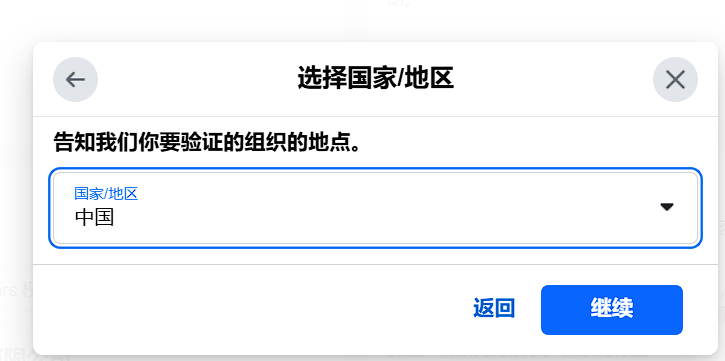 选择国家/地区
告知我们你要验证的组织的地点。
国家/地区
中国
返回
继续